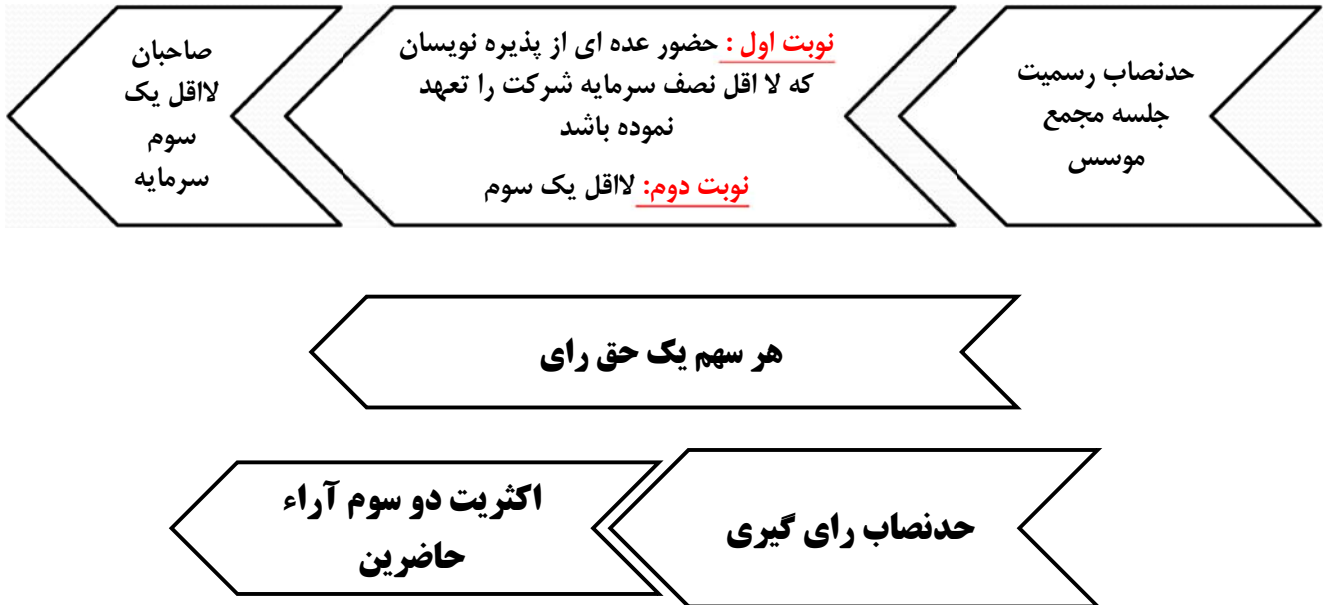 حدنصاب رسمیت
جلسه مجمع
موسس
نوبت اول : حضور عده ای از پذیره نویسان
که لا اقل نصف سرمایه شرکت را تعهد
نموده باشد
نوبت دوم: لااقل یک سوم
صاحبان
لااقل یک
سوم
سرمایه
هر سهم یک حق رای
حدنصاب رای گیری
اکثریت دو سوم آراء
حاضرین